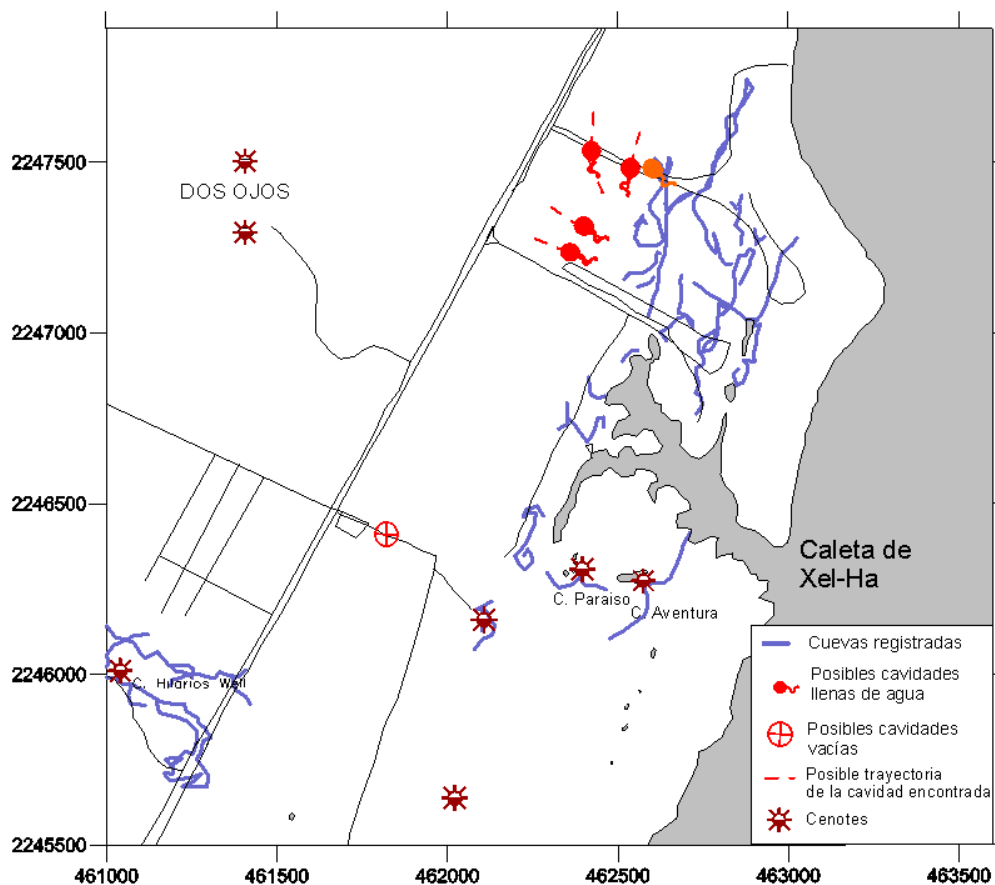 2247500
DOS OJOS
2247000
2246500
Caleta de
Xel-Ha
C. Paraiso
C. Aventura
Cuevas registradas
2246000
C. Hilarios Well
Posibles cavidades
llenas de agua
Posibles cavidades
vacías
Posible trayectoria
de la cavidad encontrada
Cenotes
2245500
461000 461500 462000 462500 463000 463500